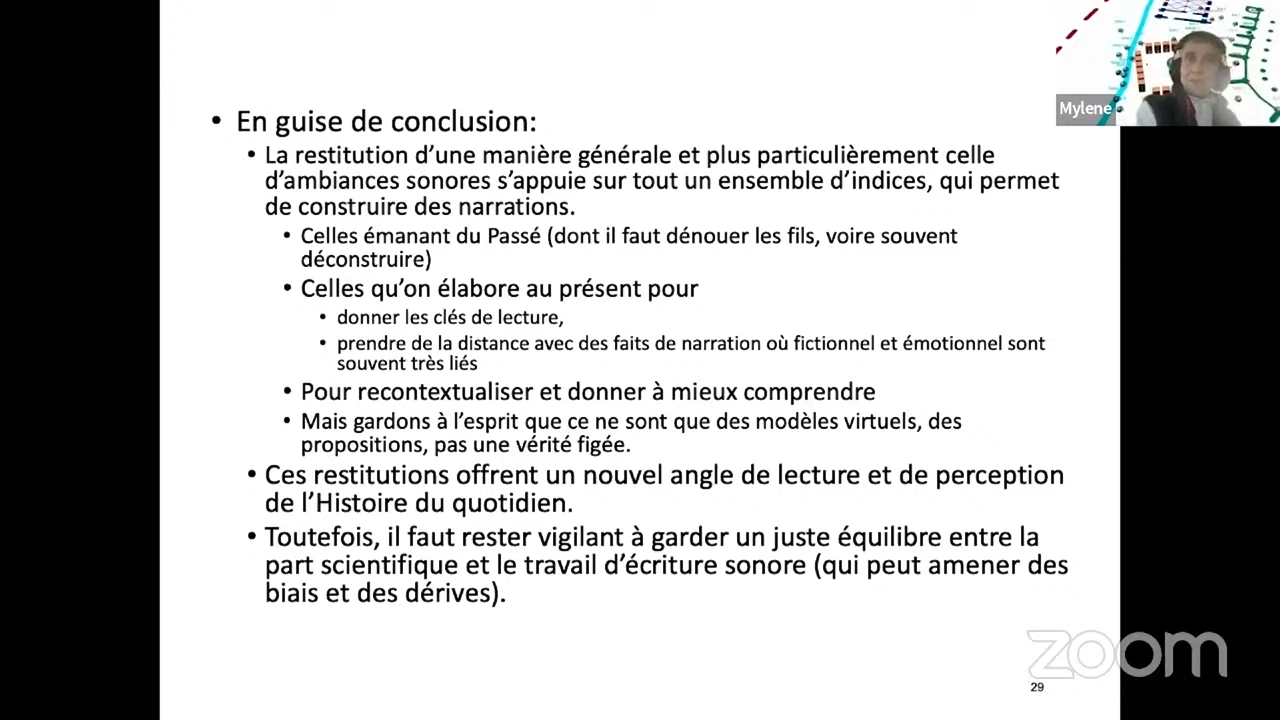 Mylene
• En guise de conclusion:
• La restitution d’une manière générale et plus particulièrement celle
d’ambiances sonores s’appuie sur tout un ensemble d’indices, qui permet
de construire des narrations.
• Celles émanant du Passé (dont il faut dénouer les fils, voire souvent
déconstruire)
• Celles qu’on élabore au présent pour
• donner les clés de lecture,
• prendre de la distance avec des faits de narration où fictionnel et émotionnel sont
souvent très liés
• Pour recontextualiser et donner à mieux comprendre
• Mais gardons à l’esprit que ce ne sont que des modèles virtuels, des
propositions, pas une vérité figée.
• Ces restitutions offrent un nouvel angle de lecture et de perception
de l’Histoire du quotidien.
• Toutefois, il faut rester vigilant à garder un juste équilibre entre la
part scientifique et le travail d’écriture sonore (qui peut amener des
biais et des dérives).
zoom
29